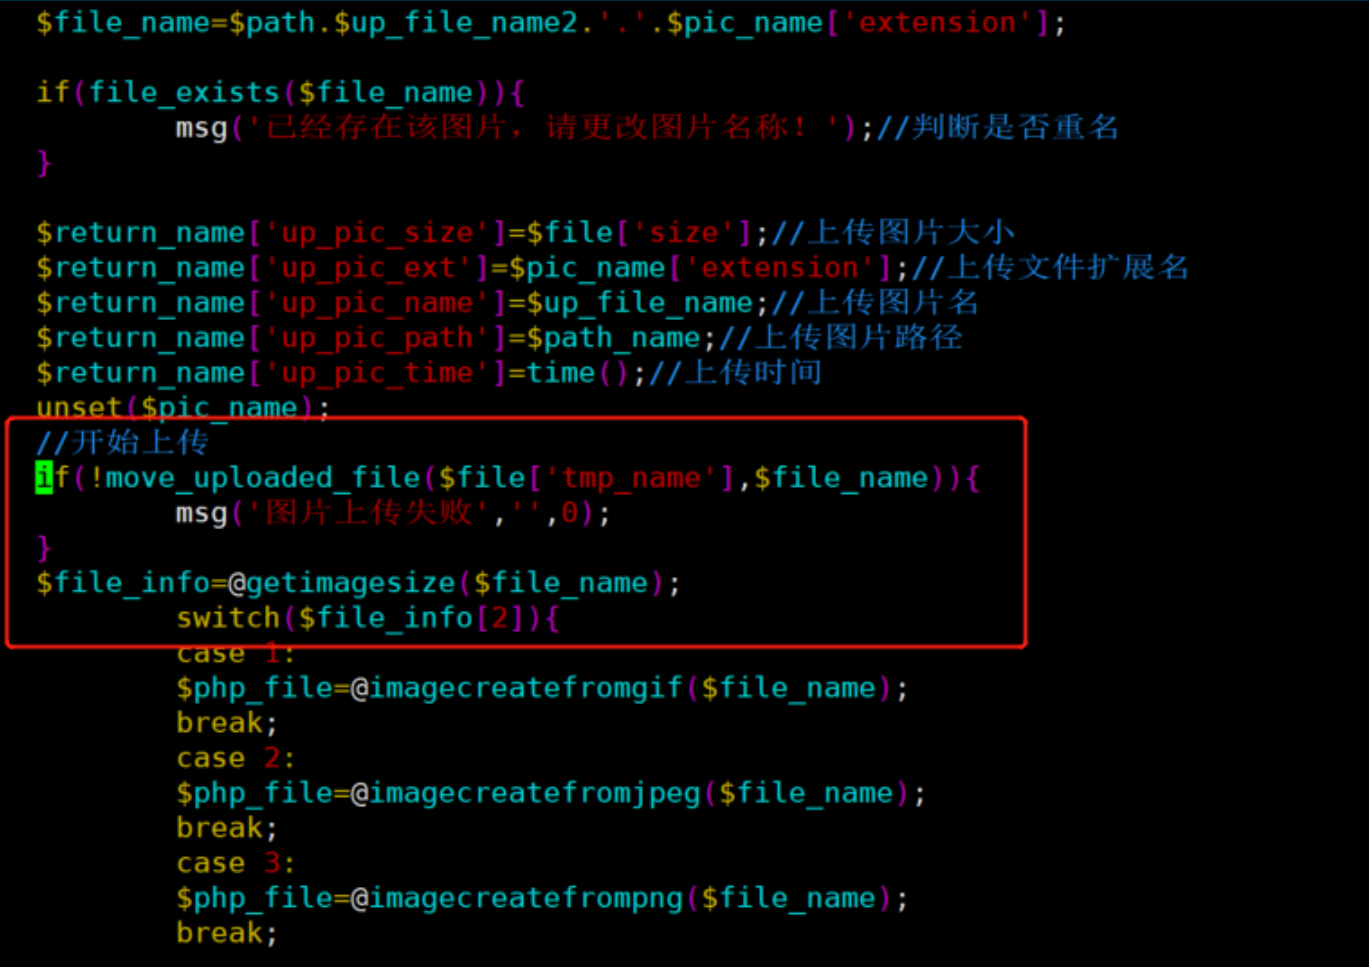 $file_name=$path.$up_file_name2.'.'.$pic_name['extension'];
if(file_exists($file_name)){
msg('已经存在该图片，请更改图片名称！');//判断是否重名
}
$return_name['up_pic_size']=$file['size'];//上传图片大小
$return_name['up_pic_ext']=$pic_name['extension'];//上传文件扩展名
$return_name['up_pic_name']=$up_file_name;//上传图片名
$return_name['up_pic_path']=$path_name;//上传图片路径
$return_name['up_pic_time']=time();//上传时间
unset($pic_name);
//开始上传
if(!move_uploaded_file($file['tmp_name'],$file_name)){
msg('图片上传失败','',0);
}
$file_info=@getimagesize($file_name);
switch($file_info[2]){
case 1:
$php_file=@imagecreatefromgif($file_name);
break;
case 2:
$php_file=@imagecreatefromjpeg($file_name);
break;
case 3:
$php_file=@imagecreatefrompng($file_name);
break;